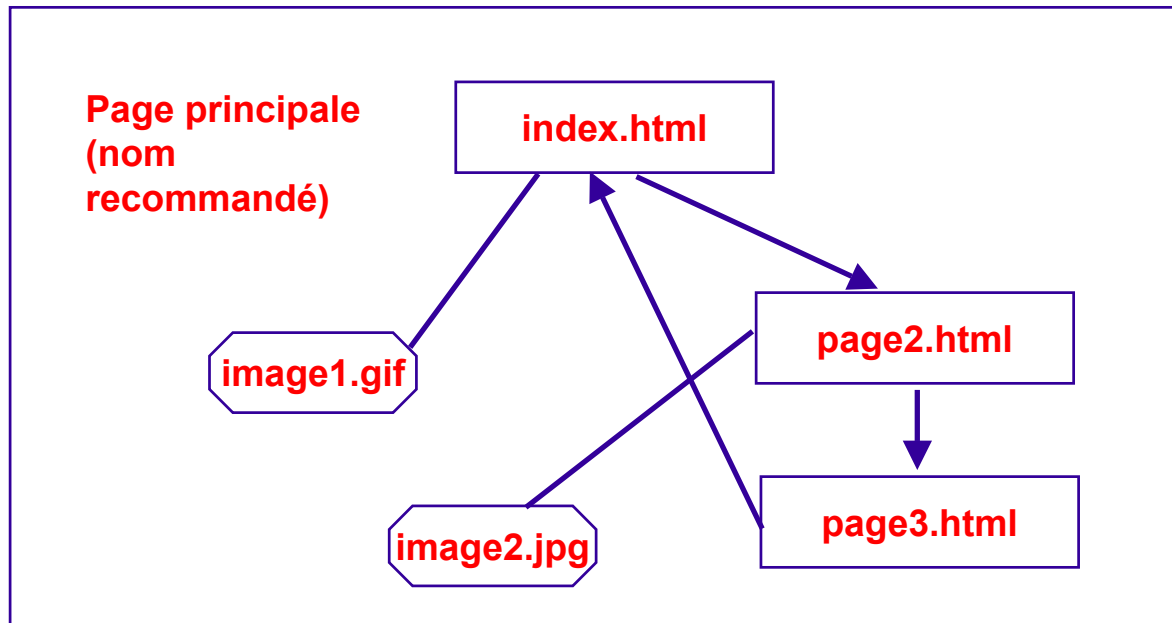 Page principale
(nom
recommandé)
index.html
image1.gif
page2.html
image2.jpg
page3.html